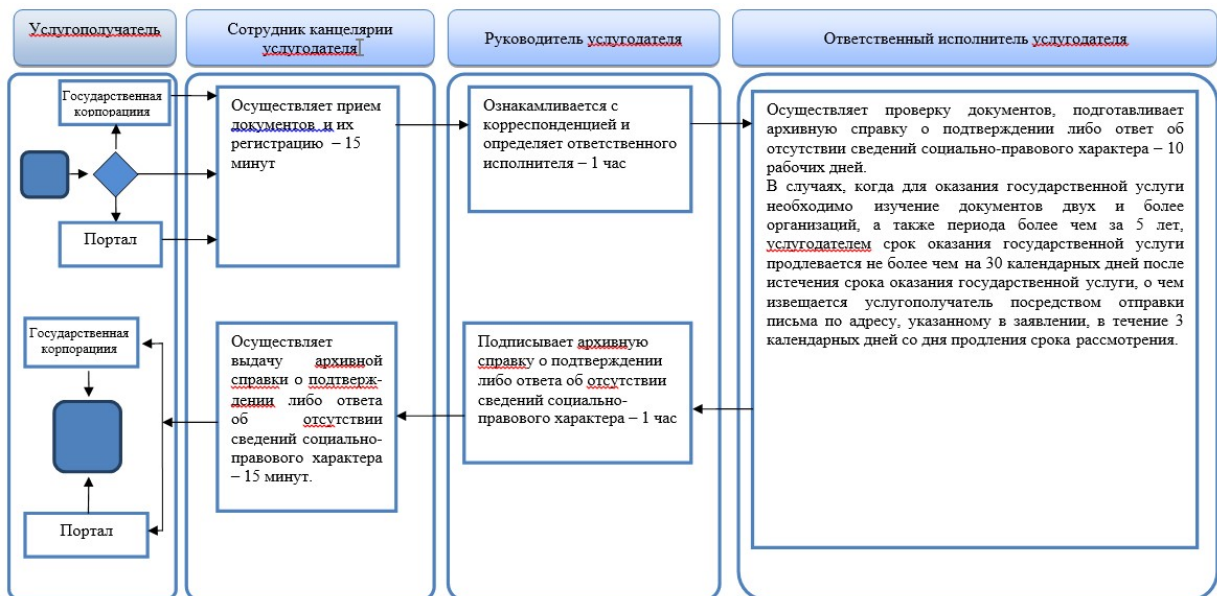 Услугополучатель
Сотрудник канцелярии
услугодателя
Руководитель услугодателя
Ответственный исполнитель услугодателя
Государственная
корпорациия
Осуществляет прием
документов и их
регистрацию – 15
минут
Ознакамливается с
корреспонденцией и
определяет ответственного
исполнителя – 1 час
Осуществляет проверку документов, подготавливает
архивную справку о подтверждении либо ответ об
отсутствии сведений социально-правового характера – 10
рабочих дней.
В случаях, когда для оказания государственной услуги
необходимо изучение документов двух и более
организаций, а также периода более чем за 5 лет,
услугодателем срок оказания государственной услуги
продлевается не более чем на 30 календарных дней после
истечения срока оказания государственной услуги, о чем
извещается услугополучатель посредством отправки
письма по адресу, указанному в заявлении, в течение 3
календарных дней со дня продления срока рассмотрения.
Портал
Государственная
корпорациия
Осуществляет
выдачу архивной
справки о подтверж-
дении либо ответа
об отсутствии
сведений социально-
правового характера
– 15 минут.
Подписывает архивную
справку о подтверждении
либо ответа об отсутствии
сведений социально-
правового характера – 1 час
Портал